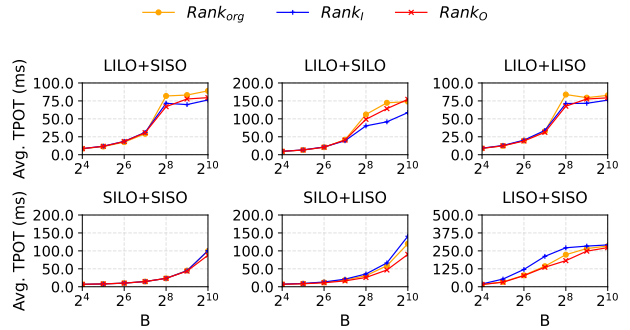 Rank_org Rank_I Rank_O
LILO+SISO LILO+SILO LILO+LISO
Avg. TPOT (ms)
100.0 75.0 50.0 25.0 0.0
2^4 2^6 2^8 2^10
200.0 150.0 100.0 50.0 0.0
2^4 2^6 2^8 2^10
100.0 75.0 50.0 25.0 0.0
2^4 2^6 2^8 2^10
SILO+SISO SILO+LISO LISO+SISO
Avg. TPOT (ms)
200.0 150.0 100.0 50.0 0.0
2^4 2^6 2^8 2^10
200.0 150.0 100.0 50.0 0.0
2^4 2^6 2^8 2^10
500.0 375.0 250.0 125.0 0.0
2^4 2^6 2^8 2^10
B B B